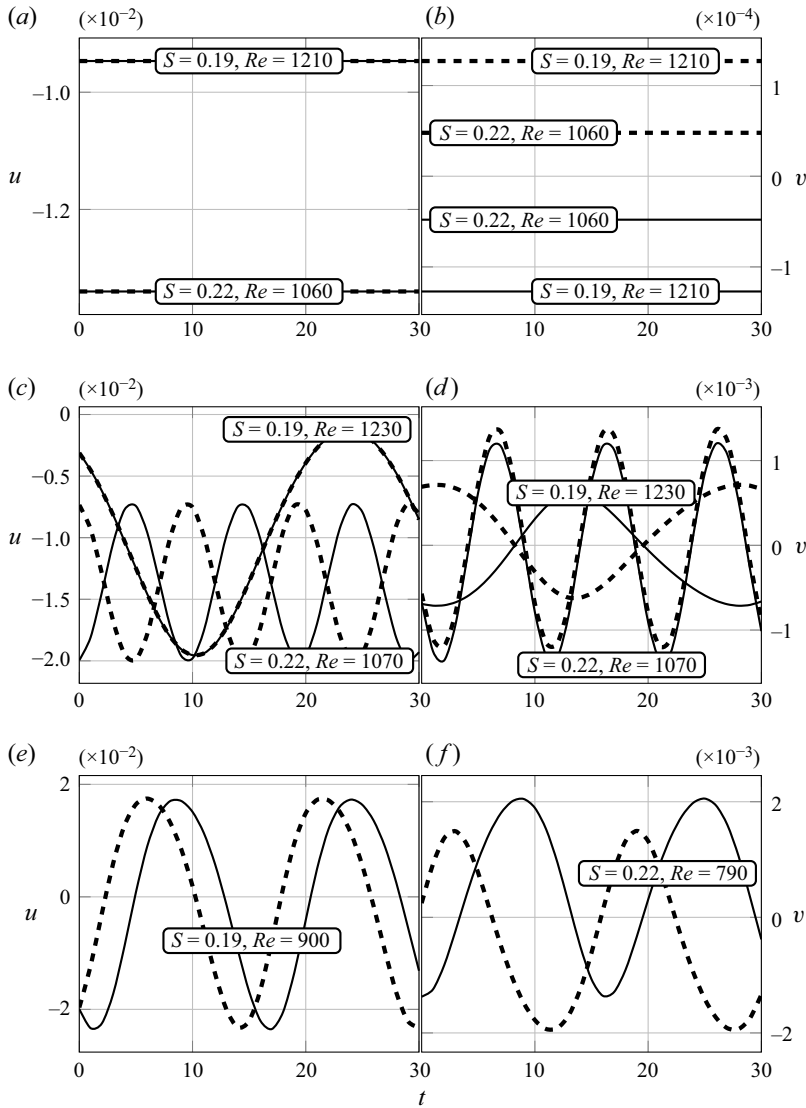 (a) (×10−2) (b) (×10−4)
S = 0.19, Re = 1210 S = 0.19, Re = 1210
−1.0 1
S = 0.22, Re = 1060
u 0 v
−1.2 S = 0.22, Re = 1060
−1
S = 0.22, Re = 1060 S = 0.19, Re = 1210
0 10 20 30 0 10 20 30
(c) (×10−2) (d) (×10−3)
0 S = 0.19, Re = 1230
1
−0.5 S = 0.19, Re = 1230
u −1.0 0 v
−1.5
−1
−2.0 S = 0.22, Re = 1070 S = 0.22, Re = 1070
0 10 20 30 0 10 20 30
(e) (×10−2) (f) (×10−3)
2 2
S = 0.22, Re = 790
u 0 0 v
S = 0.19, Re = 900
−2 −2
0 10 20 30 10 20 30
t